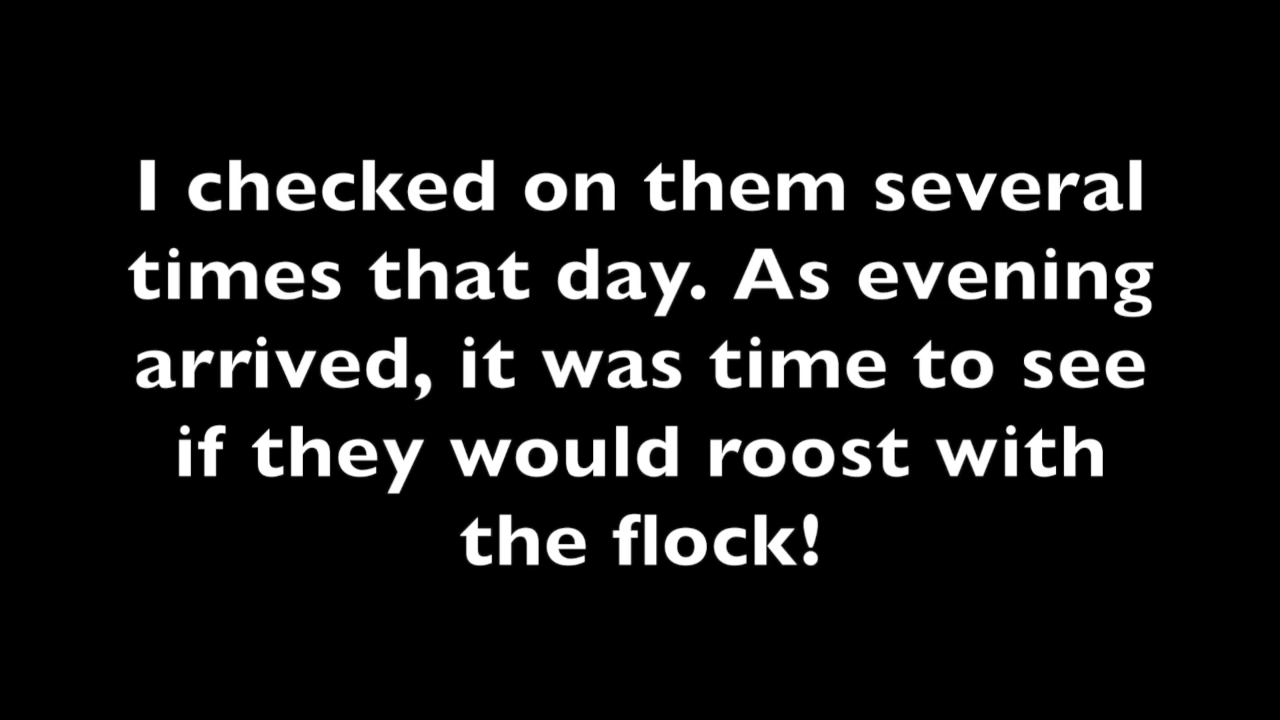 I checked on them several
times that day. As evening
arrived, it was time to see
if they would roost with
the flock!